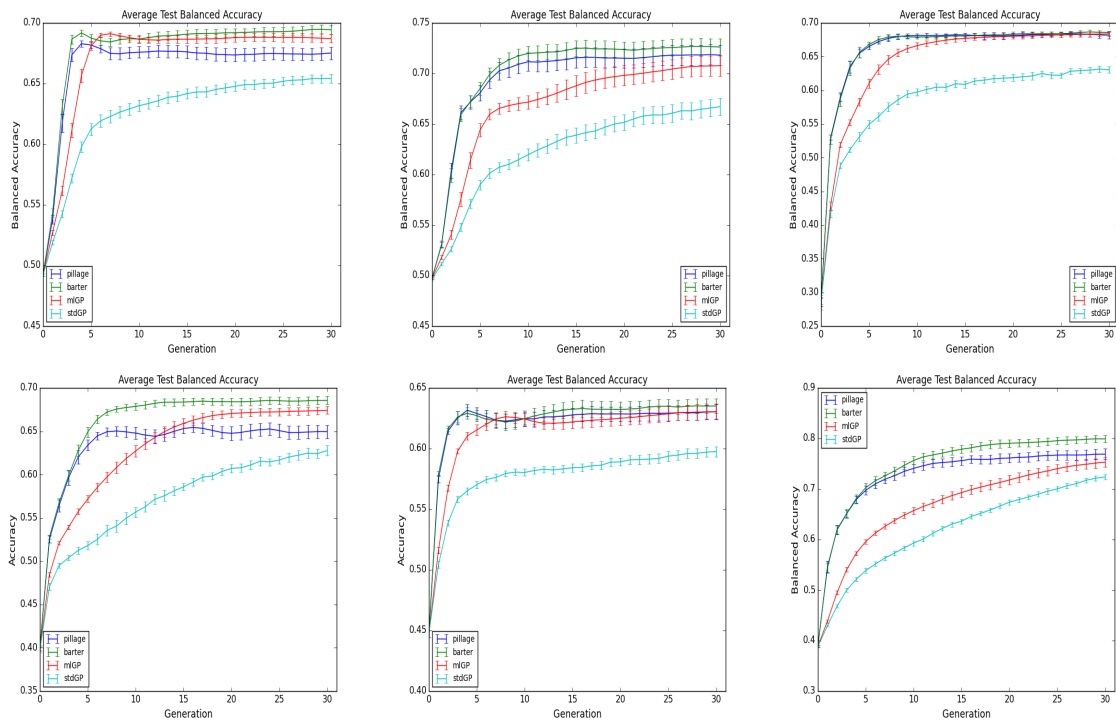 Average Test Balanced Accuracy
Balanced Accuracy
0.70
0.65
0.60
0.55
0.50
0.45
pillage
barter
mlGP
stdGP
0 5 10 15 20 25 30
Generation
Average Test Balanced Accuracy
Balanced Accuracy
0.75
0.70
0.65
0.60
0.55
0.50
0.45
pillage
barter
mlGP
stdGP
0 5 10 15 20 25 30
Generation
Average Test Balanced Accuracy
Balanced Accuracy
0.70
0.65
0.60
0.55
0.50
0.45
0.40
0.35
0.30
0.25
pillage
barter
mlGP
stdGP
0 5 10 15 20 25 30
Generation
Average Test Balanced Accuracy
Accuracy
0.70
0.65
0.60
0.55
0.50
0.45
0.40
0.35
pillage
barter
mlGP
stdGP
0 5 10 15 20 25 30
Generation
Average Test Balanced Accuracy
Accuracy
0.65
0.60
0.55
0.50
0.45
0.40
pillage
barter
mlGP
stdGP
0 5 10 15 20 25 30
Generation
Average Test Balanced Accuracy
Balanced Accuracy
0.9
0.8
0.7
0.6
0.5
0.4
0.3
pillage
barter
mlGP
stdGP
0 5 10 15 20 25 30
Generation